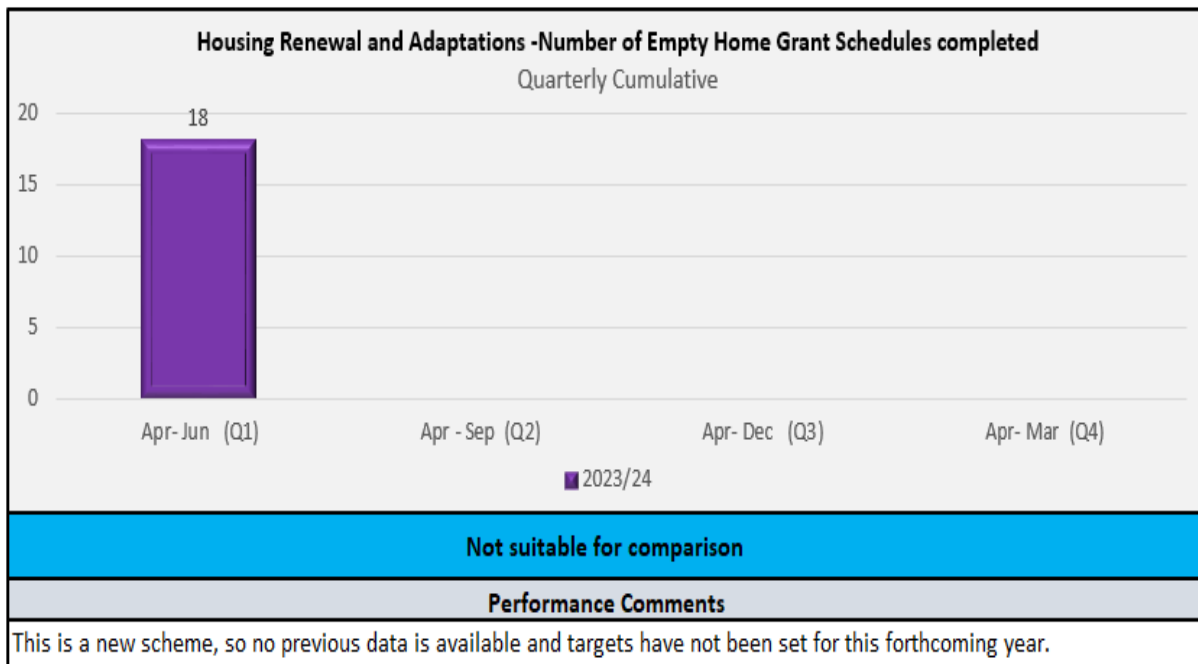 Housing Renewal and Adaptations -Number of Empty Home Grant Schedules completed
Quarterly Cumulative
20
18
15
10
5
0
Apr- Jun (Q1)
Apr - Sep (Q2)
Apr- Dec (Q3)
Apr- Mar (Q4)
2023/24
Not suitable for comparison
Performance Comments
This is a new scheme, so no previous data is available and targets have not been set for this forthcoming year.